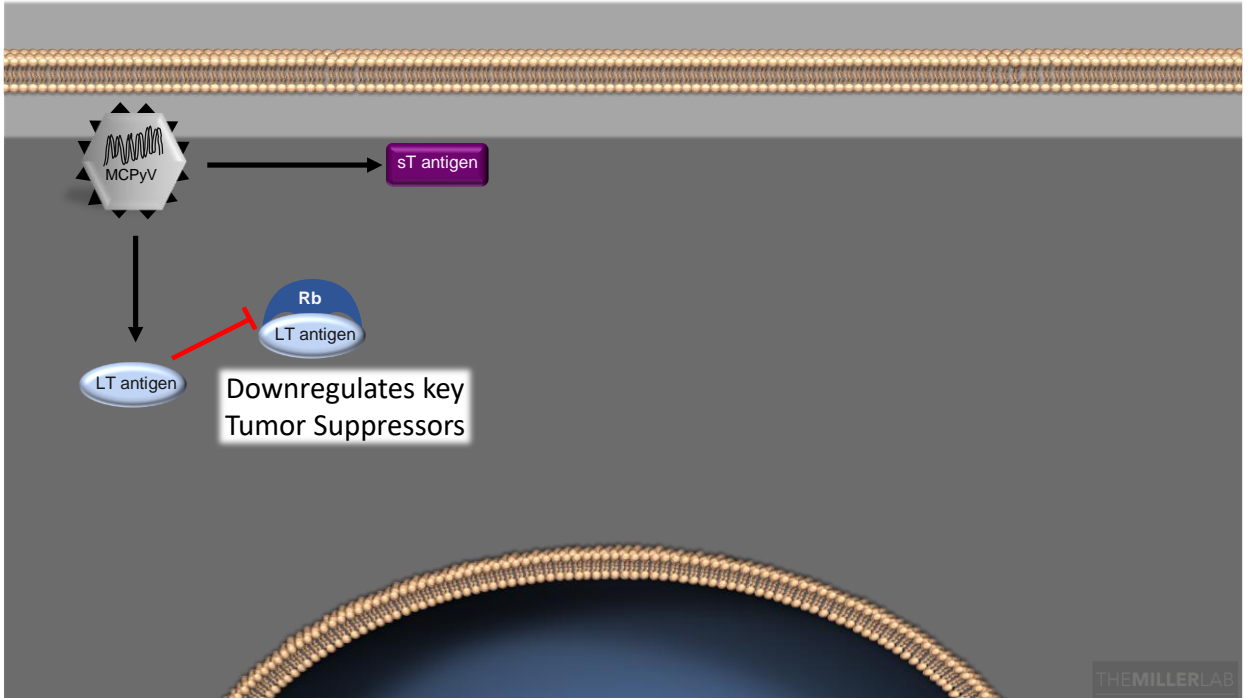 sT antigen
MCPyV
Rb
LT antigen
LT antigen
Downregulates key
Tumor Suppressors
THEMILLERLAB